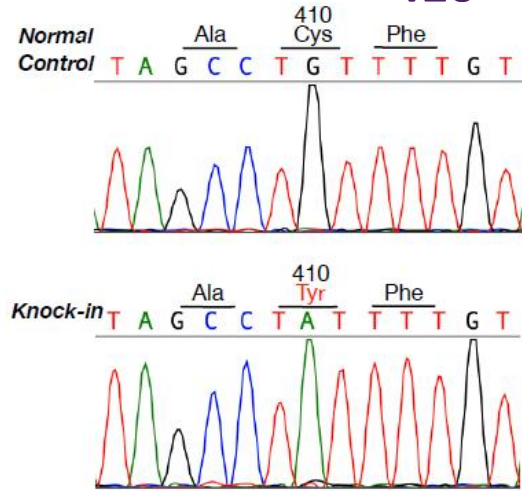 410
Normal Ala Cys Phe
Control T A G C C T G T T T T G T
410
Ala Tyr Phe
Knock-in T A G C C T A T T T T G T